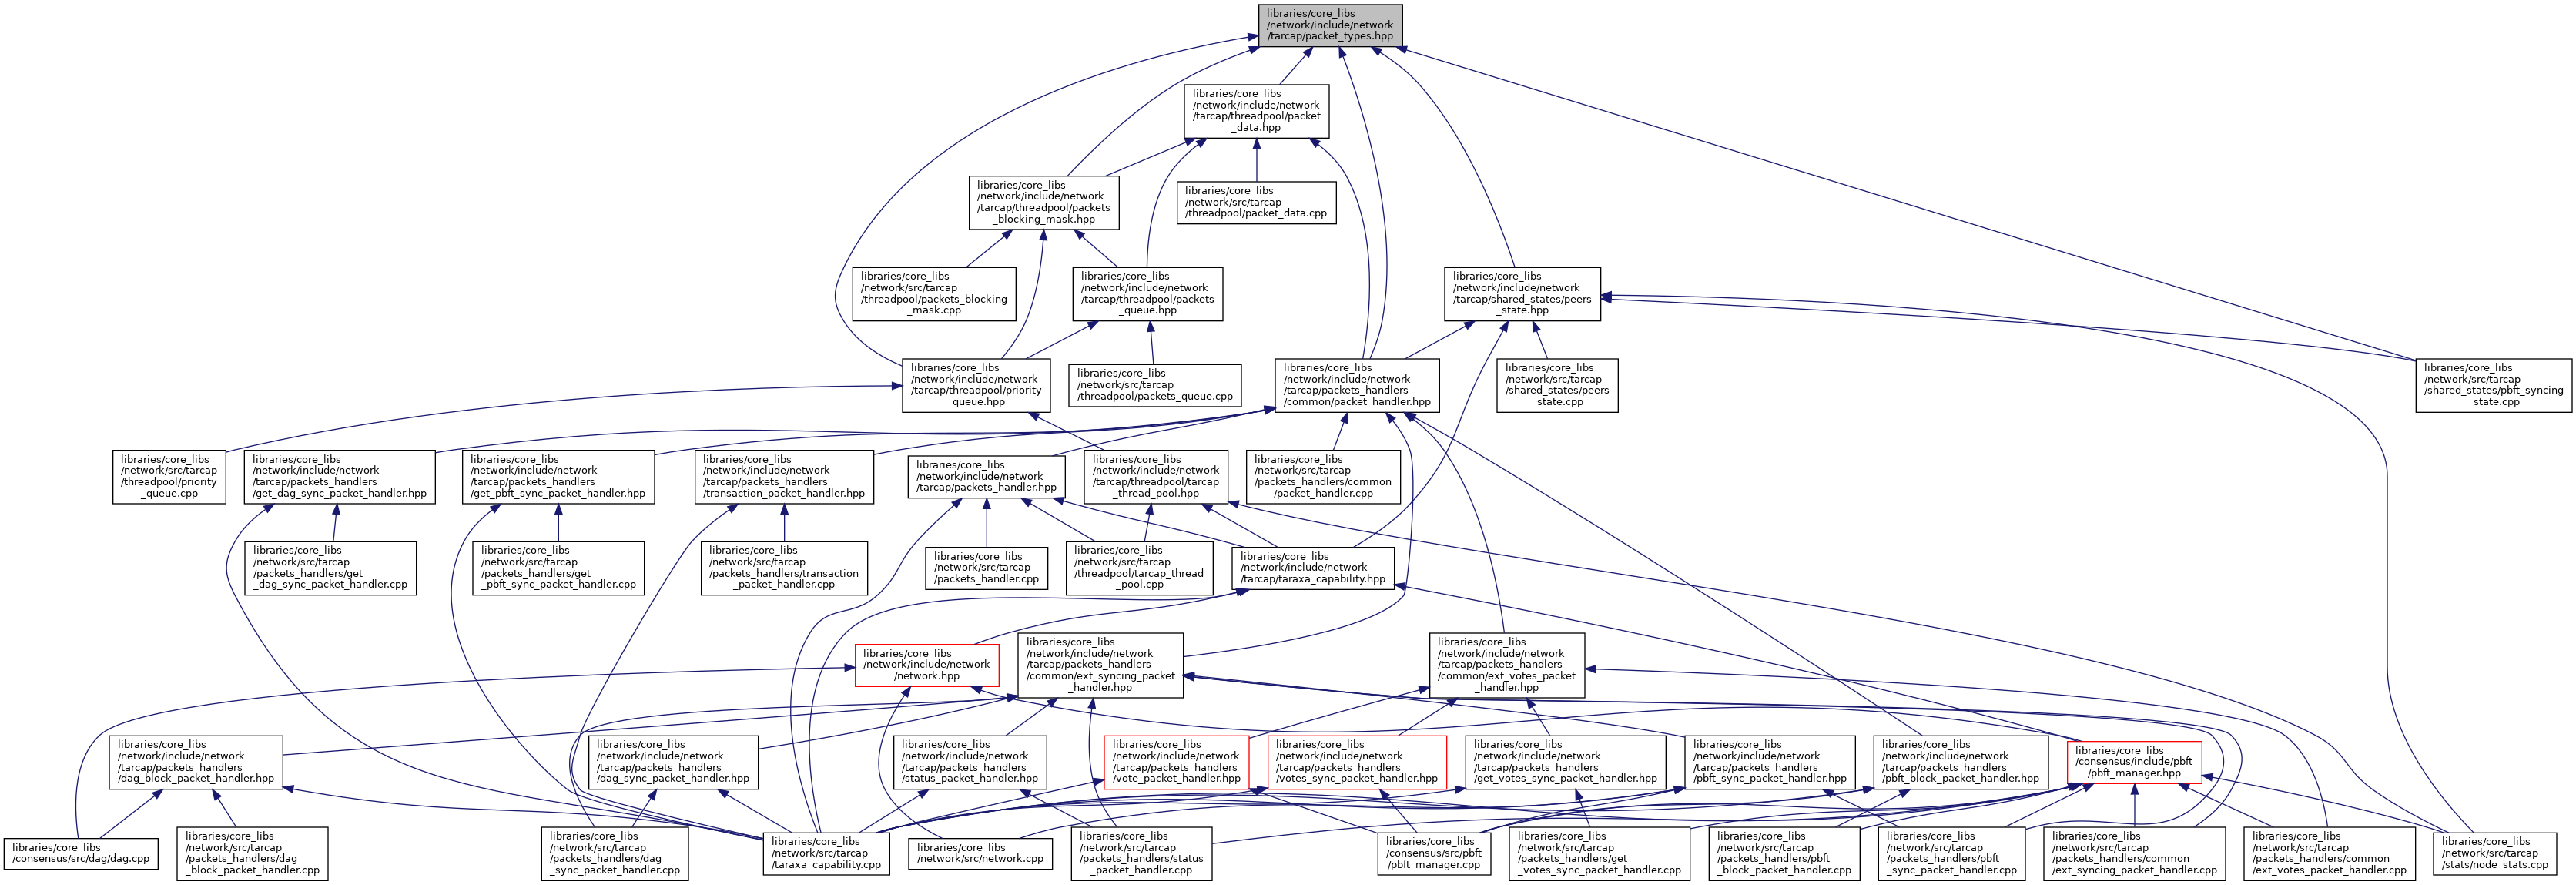 libraries/core_libs
/network/include/network
/tarcap/packet_types.hpp
libraries/core_libs
/network/include/network
/tarcap/threadpool/packet
_data.hpp
libraries/core_libs
/network/include/network
/tarcap/threadpool/packets
_blocking_mask.hpp
libraries/core_libs
/network/src/tarcap
/threadpool/packet_data.cpp
libraries/core_libs
/network/src/tarcap
/threadpool/packets_blocking
_mask.cpp
libraries/core_libs
/network/include/network
/tarcap/threadpool/packets
_queue.hpp
libraries/core_libs
/network/include/network
/tarcap/shared_states/peers
_state.hpp
libraries/core_libs
/network/include/network
/tarcap/threadpool/priority
_queue.hpp
libraries/core_libs
/network/src/tarcap
/threadpool/packets_queue.cpp
libraries/core_libs
/network/include/network
/tarcap/packets_handlers
/common/packet_handler.hpp
libraries/core_libs
/network/src/tarcap
/shared_states/peers
_state.cpp
libraries/core_libs
/network/src/tarcap
/shared_states/pbft_syncing
_state.cpp
libraries/core_libs
/network/src/tarcap
/threadpool/priority
_queue.cpp
libraries/core_libs
/network/include/network
/tarcap/packets_handlers
/get_dag_sync_packet_handler.hpp
libraries/core_libs
/network/include/network
/tarcap/packets_handlers
/get_pbft_sync_packet_handler.hpp
libraries/core_libs
/network/include/network
/tarcap/packets_handlers
/transaction_packet_handler.hpp
libraries/core_libs
/network/include/network
/tarcap/packets_handler.hpp
libraries/core_libs
/network/include/network
/tarcap/threadpool/tarcap
_thread_pool.hpp
libraries/core_libs
/network/src/tarcap
/packets_handlers/common
/packet_handler.cpp
libraries/core_libs
/network/src/tarcap
/packets_handlers/get
_dag_sync_packet_handler.cpp
libraries/core_libs
/network/src/tarcap
/packets_handlers/get
_pbft_sync_packet_handler.cpp
libraries/core_libs
/network/src/tarcap
/packets_handlers/transaction
_packet_handler.cpp
libraries/core_libs
/network/src/tarcap
/packets_handler.cpp
libraries/core_libs
/network/src/tarcap
/threadpool/tarcap_thread
_pool.cpp
libraries/core_libs
/network/include/network
/tarcap/taraxa_capability.hpp
libraries/core_libs
/network/include/network
/network.hpp
libraries/core_libs
/network/include/network
/tarcap/packets_handlers
/common/ext_syncing_packet
_handler.hpp
libraries/core_libs
/network/include/network
/tarcap/packets_handlers
/common/ext_votes_packet
_handler.hpp
libraries/core_libs
/network/include/network
/tarcap/packets_handlers
/dag_block_packet_handler.hpp
libraries/core_libs
/network/include/network
/tarcap/packets_handlers
/dag_sync_packet_handler.hpp
libraries/core_libs
/network/include/network
/tarcap/packets_handlers
/status_packet_handler.hpp
libraries/core_libs
/network/include/network
/tarcap/packets_handlers
/vote_packet_handler.hpp
libraries/core_libs
/network/include/network
/tarcap/packets_handlers
/votes_sync_packet_handler.hpp
libraries/core_libs
/network/include/network
/tarcap/packets_handlers
/get_votes_sync_packet_handler.hpp
libraries/core_libs
/network/include/network
/tarcap/packets_handlers
/pbft_sync_packet_handler.hpp
libraries/core_libs
/network/include/network
/tarcap/packets_handlers
/pbft_block_packet_handler.hpp
libraries/core_libs
/consensus/include/pbft
/pbft_manager.hpp
libraries/core_libs
/consensus/src/dag/dag.cpp
libraries/core_libs
/network/src/tarcap
/packets_handlers/dag
_block_packet_handler.cpp
libraries/core_libs
/network/src/tarcap
/packets_handlers/dag
_sync_packet_handler.cpp
libraries/core_libs
/network/src/tarcap
/taraxa_capability.cpp
libraries/core_libs
/network/src/network.cpp
libraries/core_libs
/network/src/tarcap
/packets_handlers/status
_packet_handler.cpp
libraries/core_libs
/consensus/src/pbft
/pbft_manager.cpp
libraries/core_libs
/network/src/tarcap
/packets_handlers/get
_votes_sync_packet_handler.cpp
libraries/core_libs
/network/src/tarcap
/packets_handlers/pbft
_block_packet_handler.cpp
libraries/core_libs
/network/src/tarcap
/packets_handlers/pbft
_sync_packet_handler.cpp
libraries/core_libs
/network/src/tarcap
/packets_handlers/common
/ext_syncing_packet_handler.cpp
libraries/core_libs
/network/src/tarcap
/packets_handlers/common
/ext_votes_packet_handler.cpp
libraries/core_libs
/network/src/tarcap
/stats/node_stats.cpp